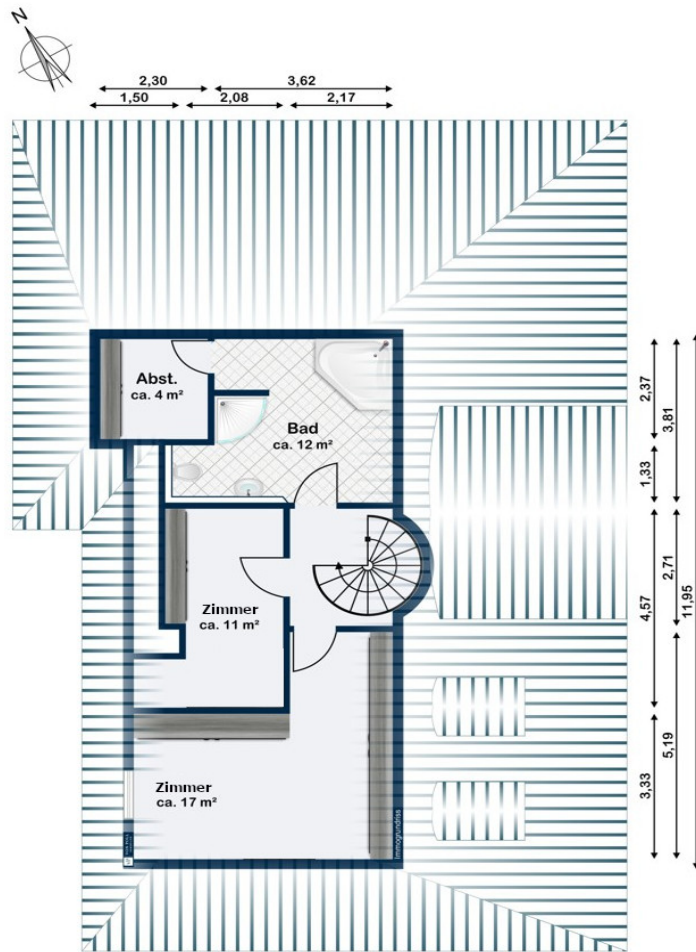 N
2,30 3,62
1,50 2,08 2,17
Abst.
ca. 4 m²
Bad
ca. 12 m²
Zimmer
ca. 11 m²
Zimmer
ca. 17 m²
2,37
3,81
1,33
2,71
11,95
4,57
5,19
3,33
immogrundriss